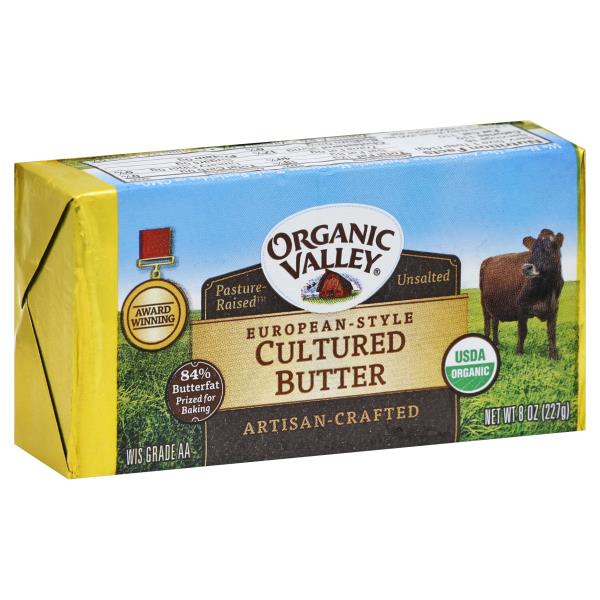 ORGANIC
VALLEY®
Pasture-
Raised™
Unsalted
AWARD
WINNING
EUROPEAN-STYLE
CULTURED
BUTTER
84%
Butterfat
Prized for
Baking
USDA
ORGANIC
ARTISAN-CRAFTED
WIS GRADE AA
NET WT 8 OZ (227g)